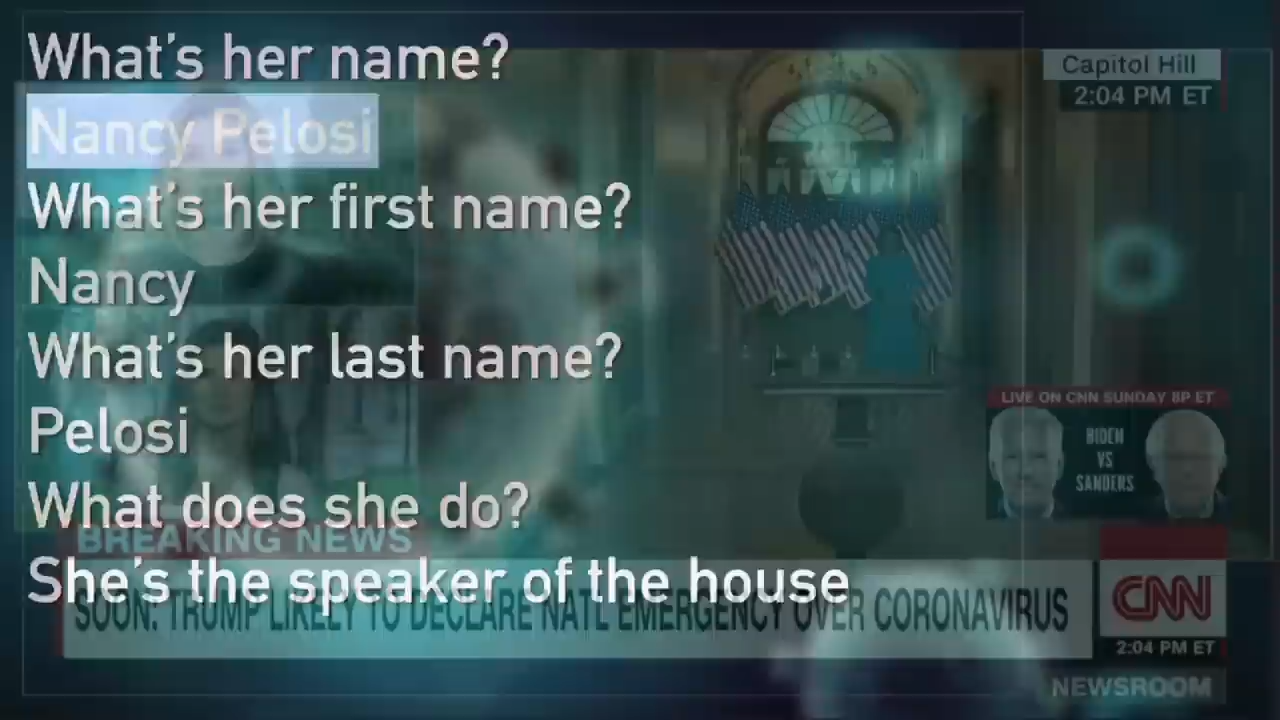 What's her name?
Nancy Pelosi
What's her first name?
Nancy
What's her last name?
Pelosi
What does she do?
She's the speaker of the house
Capitol Hill
2:04 PM ET
LIVE ON CNN SUNDAY 8P ET
BIDEN
VS
SANDERS
BREAKING NEWS
SOON: TRUMP LIKELY TO DECLARE NAT'L EMERGENCY OVER CORONAVIRUS
CNN
2:04 PM ET
NEWSROOM